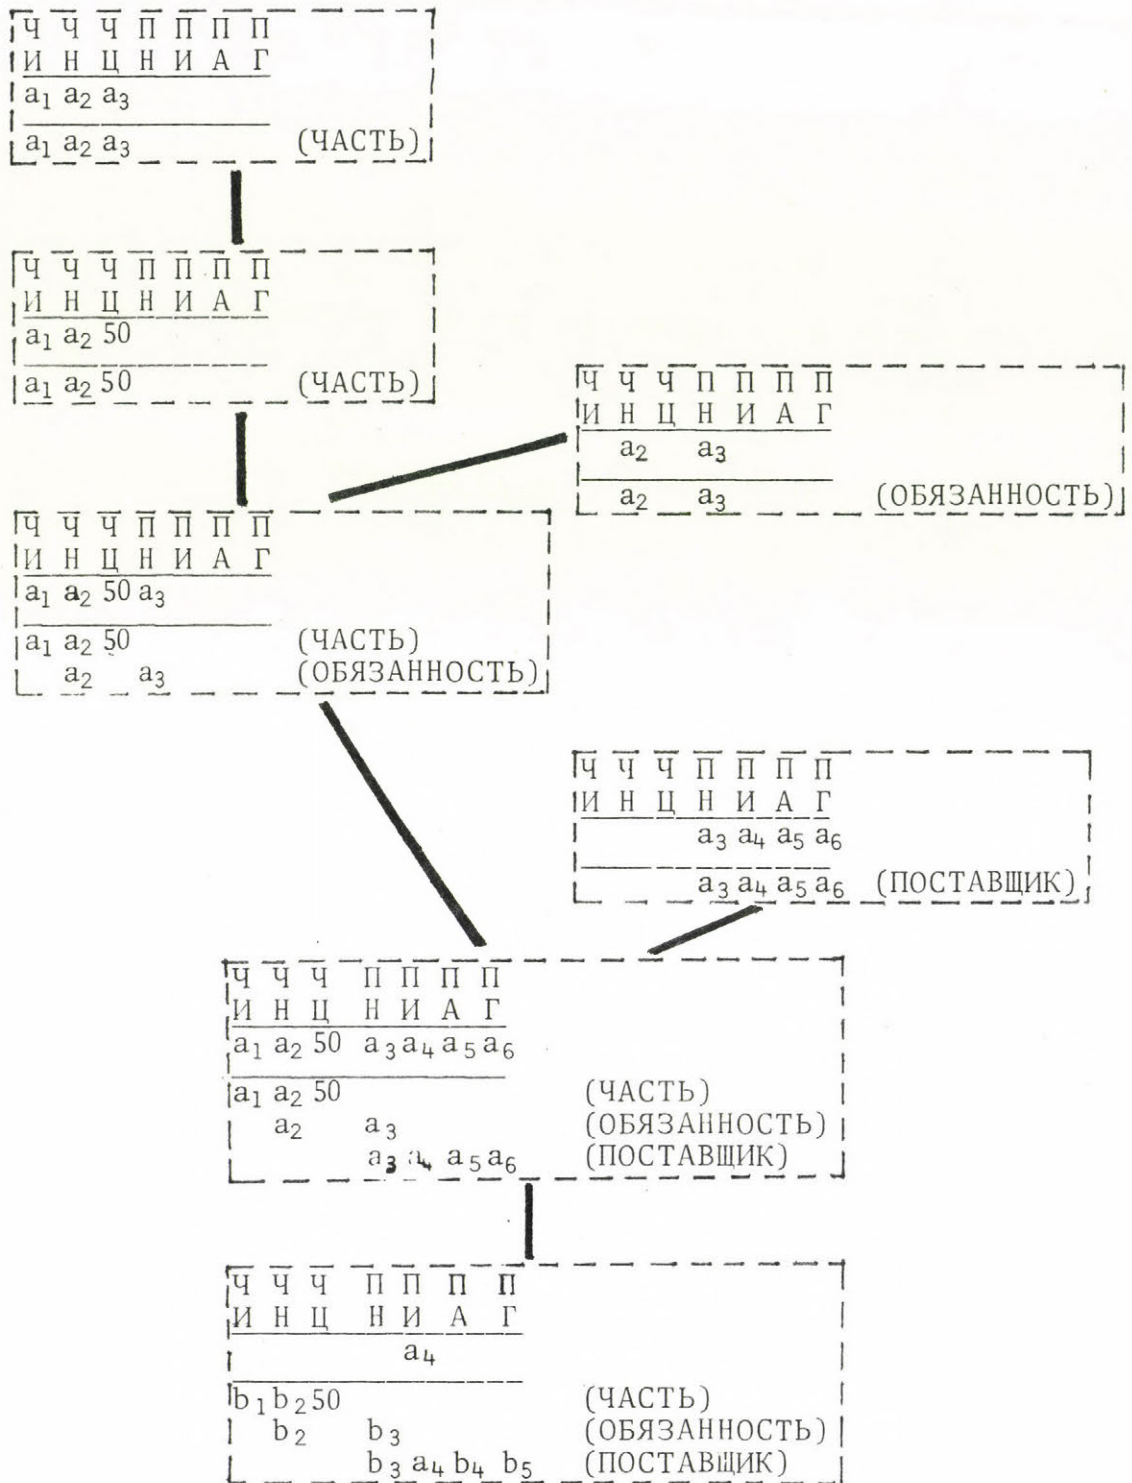 Ч Ч Ч П П П П
И Н Ц Н И А Г
a₁ a₂ a₃
a₁ a₂ a₃ (ЧАСТЬ)
Ч Ч Ч П П П П
И Н Ц Н И А Г
a₁ a₂ 50
a₁ a₂ 50 (ЧАСТЬ)
Ч Ч Ч П П П П
И Н Ц Н И А Г
a₂ a₃
a₂ a₃ (ОБЯЗАННОСТЬ)
Ч Ч Ч П П П П
И Н Ц Н И А Г
a₁ a₂ 50 a₃
a₁ a₂ 50 (ЧАСТЬ)
a₂ a₃ (ОБЯЗАННОСТЬ)
Ч Ч Ч П П П П
И Н Ц Н И А Г
a₃ a₄ a₅ a₆
a₃ a₄ a₅ a₆ (ПОСТАВЩИК)
Ч Ч Ч П П П П
И Н Ц Н И А Г
a₁ a₂ 50 a₃ a₄ a₅ a₆
a₁ a₂ 50 (ЧАСТЬ)
a₂ a₃ (ОБЯЗАННОСТЬ)
a₃ a₄ a₅ a₆ (ПОСТАВЩИК)
Ч Ч Ч П П П П
И Н Ц Н И А Г
a₄
b₁ b₂ 50 (ЧАСТЬ)
b₂ b₃ (ОБЯЗАННОСТЬ)
b₃ a₄ b₄ b₅ (ПОСТАВЩИК)